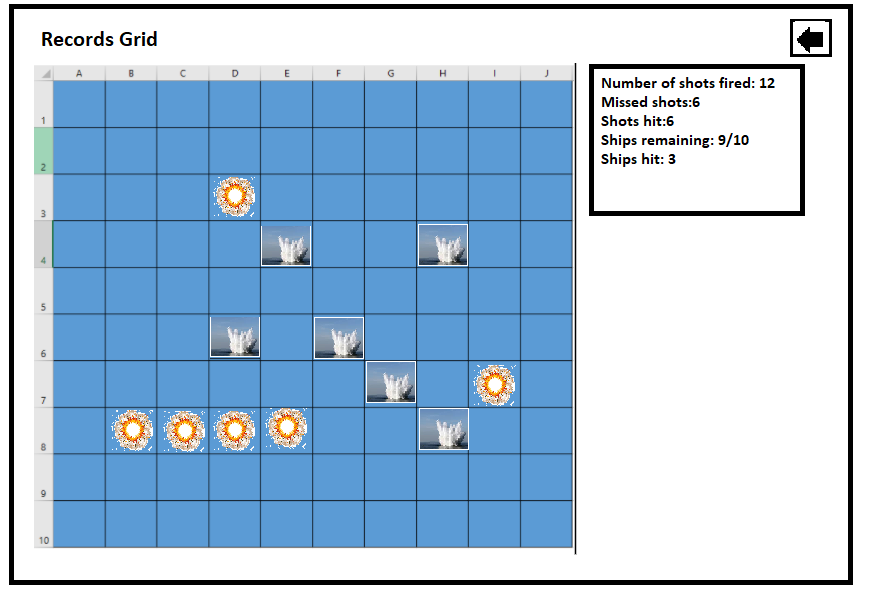 Records Grid
A B C D E F G H I J
Number of shots fired: 12
Missed shots:6
Shots hit:6
Ships remaining: 9/10
Ships hit: 3
1
2
3
4
5
6
7
8
9
10